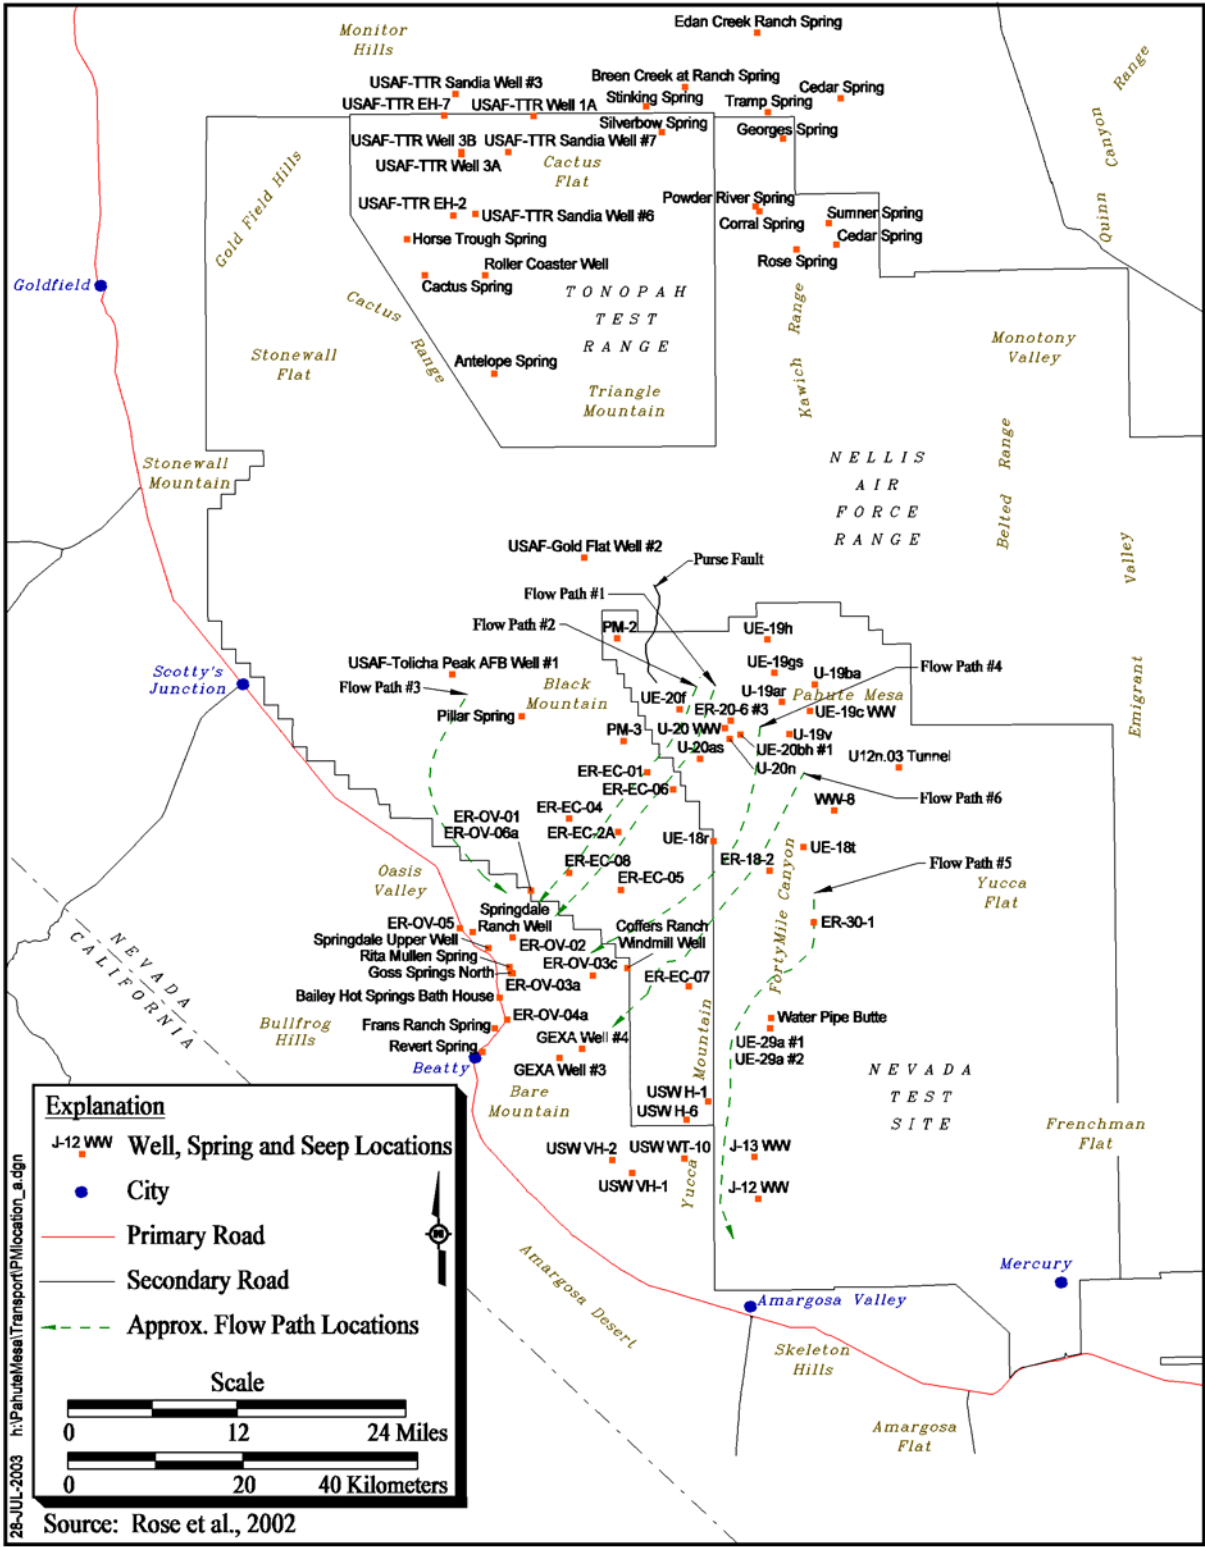 Edan Creek Ranch Spring
Monitor
Hills
Breen Creek at Ranch Spring
USAF-TTR Sandia Well #3
Stinking Spring
Cedar Spring
USAF-TTR EH-7
USAF-TTR Well 1A
Tramp Spring
Silverbow Spring
Georges Spring
USAF-TTR Well 3B
USAF-TTR Sandia Well #7
USAF-TTR Well 3A
Cactus
Flat
Quinn Canyon Range
Gold Field Hills
USAF-TTR EH-2
USAF-TTR Sandia Well #6
Powder River Spring
Corral Spring
Sumner Spring
Cedar Spring
Rose Spring
Horse Trough Spring
Roller Coaster Well
Cactus Spring
Goldfield
Cactus Range
TONOPAH
TEST
RANGE
Kawich Range
Monotony
Valley
Stonewall
Flat
Antelope Spring
Triangle
Mountain
Stonewall
Mountain
NELLIS
AIR
FORCE
RANGE
Belted Range
Emigrant Valley
USAF-Gold Flat Well #2
Purse Fault
Flow Path #1
Flow Path #2
PM-2
UE-19h
USAF-Tolicha Peak AFB Well #1
Flow Path #3
UE-19gs
U-19ba
Flow Path #4
Scotty's
Junction
Black
Mountain
UE-20f
U-19ar
Pahute Mesa
ER-20-6 #3
UE-19c WW
Pillar Spring
PM-3
U-20 WW
U-19v
U-20as
UE-20bh #1
U12n.03 Tunnel
U-20n
ER-EC-01
ER-EC-06
Flow Path #6
WW-8
ER-OV-01
ER-OV-06a
ER-EC-04
ER-EC-2A
UE-18r
UE-18t
ER-EC-08
ER-18-2
Flow Path #5
Oasis
Valley
ER-EC-05
FortyMile Canyon
Yucca
Flat
Springdale
Ranch Well
ER-OV-05
Coffers Ranch
Windmill Well
ER-30-1
Springdale Upper Well
ER-OV-02
Rita Mullen Spring
ER-OV-03c
Goss Springs North
ER-OV-03a
ER-EC-07
NEVADA
CALIFORNIA
Bailey Hot Springs Bath House
Bullfrog
Hills
Frans Ranch Spring
ER-OV-04a
Water Pipe Butte
GEXA Well #4
UE-29a #1
UE-29a #2
Revert Spring
Beatty
GEXA Well #3
NEVADA
TEST
SITE
Bare
Mountain
USW H-1
USW H-6
Yucca Mountain
Frenchman
Flat
USW VH-2
USW WT-10
J-13 WW
USW VH-1
J-12 WW
Amargosa Desert
Mercury
Amargosa Valley
Skeleton
Hills
Amargosa
Flat
Explanation
J-12 WW
Well, Spring and Seep Locations
City
Primary Road
N
Secondary Road
Approx. Flow Path Locations
Scale
0 12 24 Miles
0 20 40 Kilometers
Source: Rose et al., 2002
28-JUL-2003 h:\PahuteMesa\Transport\PMlocation_a.dgn